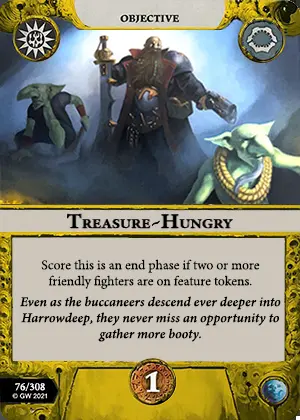 OBJECTIVE
Treasure-Hungry
Score this is an end phase if two or more
friendly fighters are on feature tokens.
Even as the buccaneers descend ever deeper into
Harrowdeep, they never miss an opportunity to
gather more booty.
76/308
© GW 2021
1